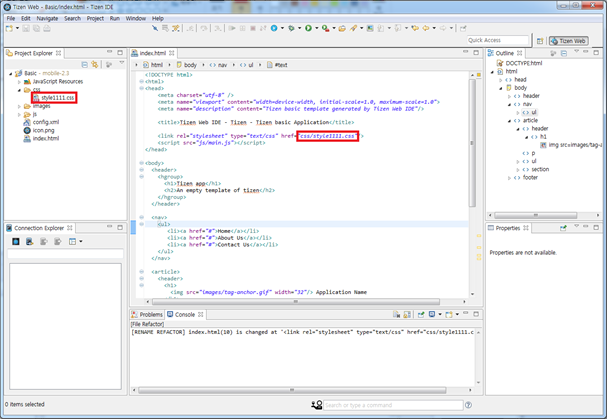 Tizen Web - Basic/index.html - Tizen IDE
File Edit Navigate Search Project Run Window Help
Quick Access
Tizen Web
Project Explorer
Basic - mobile-2.3
JavaScript Resources
css
style1111.css
images
js
config.xml
icon.png
index.html
Connection Explorer
index.html
html body nav ul #text
<!DOCTYPE html>
<html>
<head>
<meta charset="utf-8" />
<meta name="viewport" content="width=device-width, initial-scale=1.0, maximum-scale=1.0">
<meta name="description" content="Tizen basic template generated by Tizen Web IDE"/>
<title>Tizen Web IDE - Tizen - Tizen basic Application</title>
<link rel="stylesheet" type="text/css" href="css/style1111.css"/>
<script src="js/main.js"></script>
</head>
<body>
<header>
<hgroup>
<h1>Tizen app</h1>
<h2>An empty template of tizen</h2>
</hgroup>
</header>
<nav>
<ul>
<li><a href="#">Home</a></li>
<li><a href="#">About Us</a></li>
<li><a href="#">Contact Us</a></li>
</ul>
</nav>
<article>
<header>
<h1>
<img src="images/tag-anchor.gif" width="32"/> Application Name
Problems Console
[File Refactor]
[RENAME REFACTOR] index.html(10) is changed at '<link rel="stylesheet" type="text/css" href="css/style1111.c
Outline
DOCTYPE:html
html
head
body
header
nav
ul
article
header
h1
img src=images/tag-a
p
ul
section
footer
Properties
Properties are not available.
0 items selected
Search or type a command